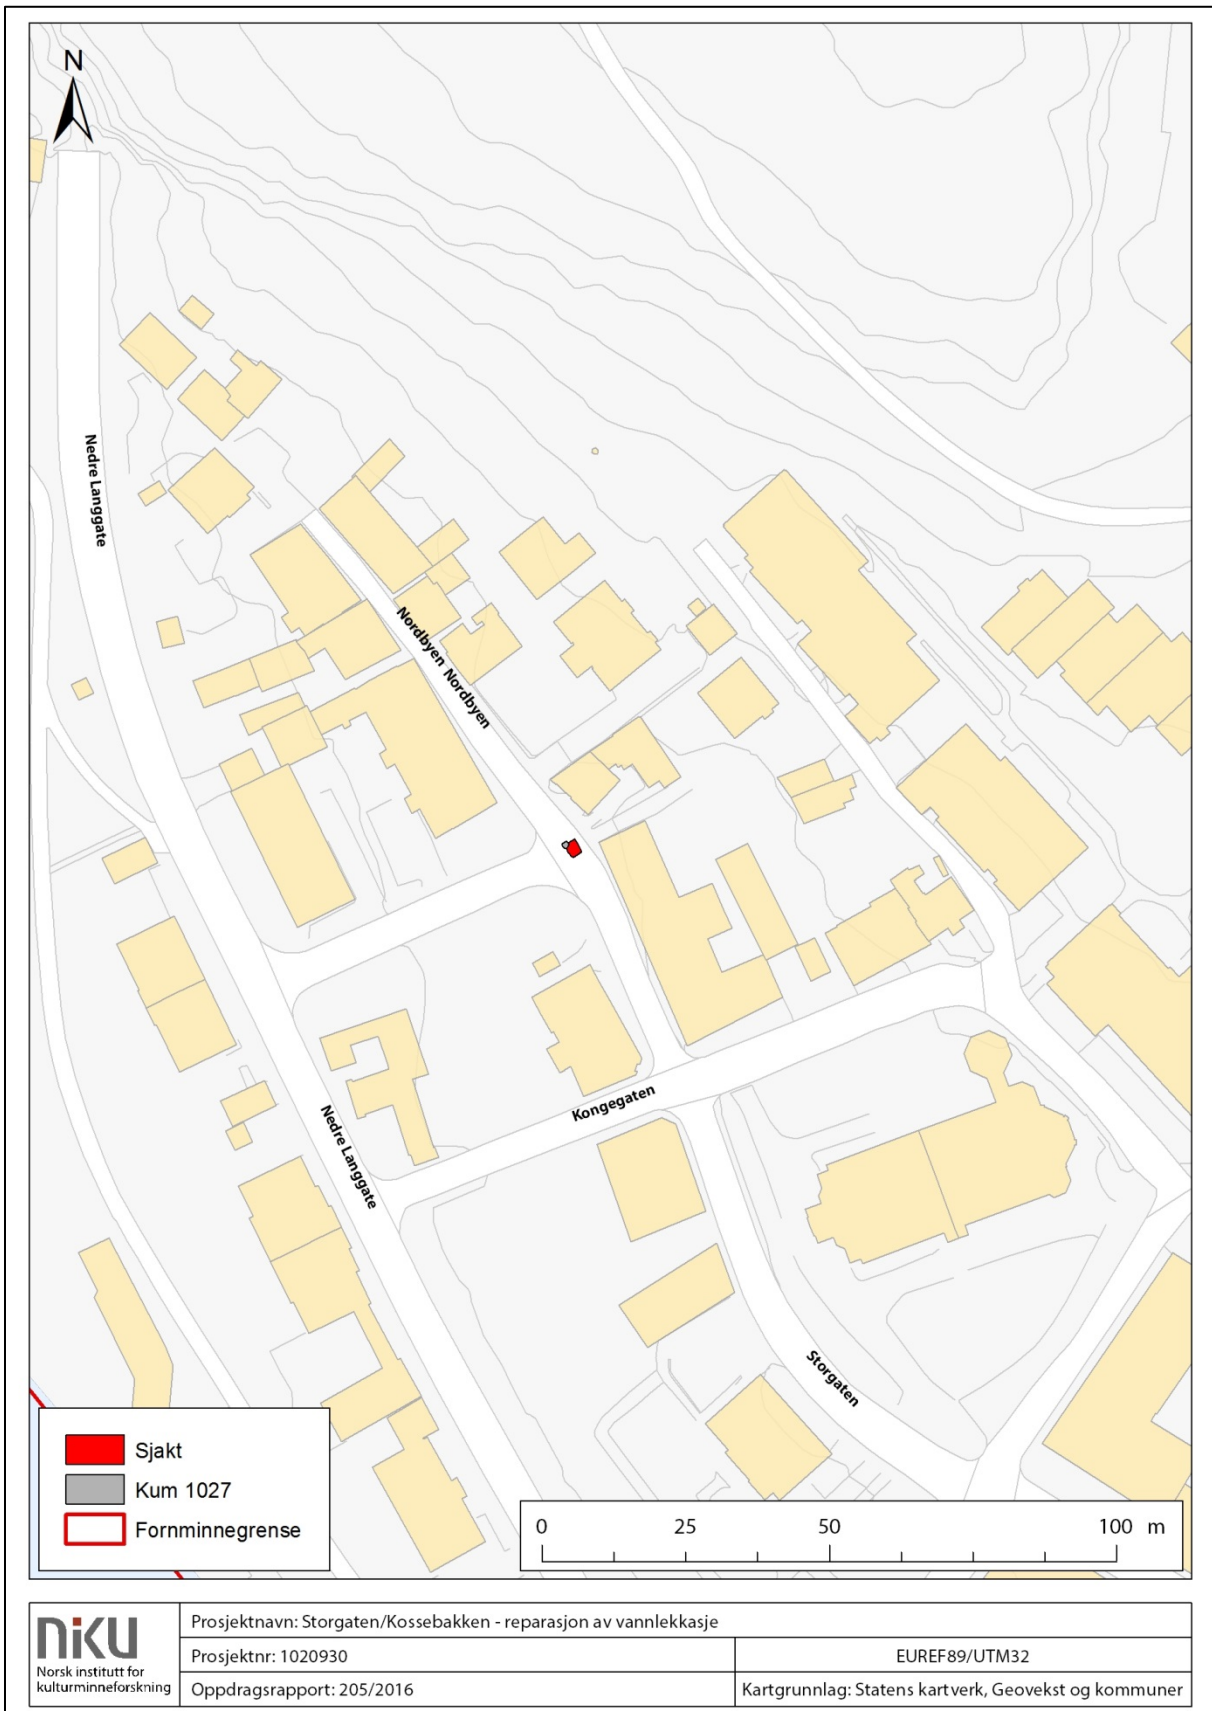 N
Nedre Langgate
Nordbyen Nordbyen
Kongegaten
Nedre Langgate
Storgaten
Sjakt
Kum 1027
Fornminnegrense
0 25 50 100 m
niku
Norsk institutt for
kulturminneforskning
Prosjektnavn: Storgaten/Kossebakken - reparasjon av vannlekkasje
Prosjektnr: 1020930
EUREF89/UTM32
Oppdragsrapport: 205/2016
Kartgrunnlag: Statens kartverk, Geovekst og kommuner